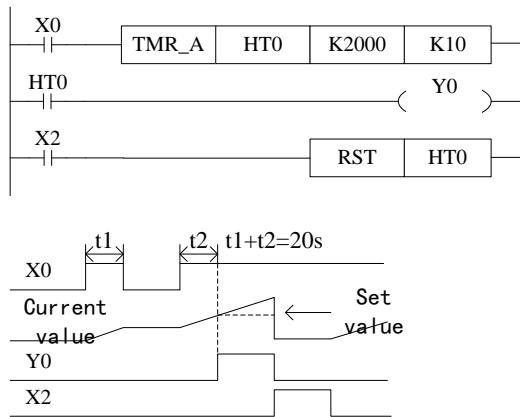 X0
TMR_A HT0 K2000 K10
HT0
Y0
X2
RST HT0
t1 t2 t1+t2=20s
X0
Current value
Set value
Y0
X2